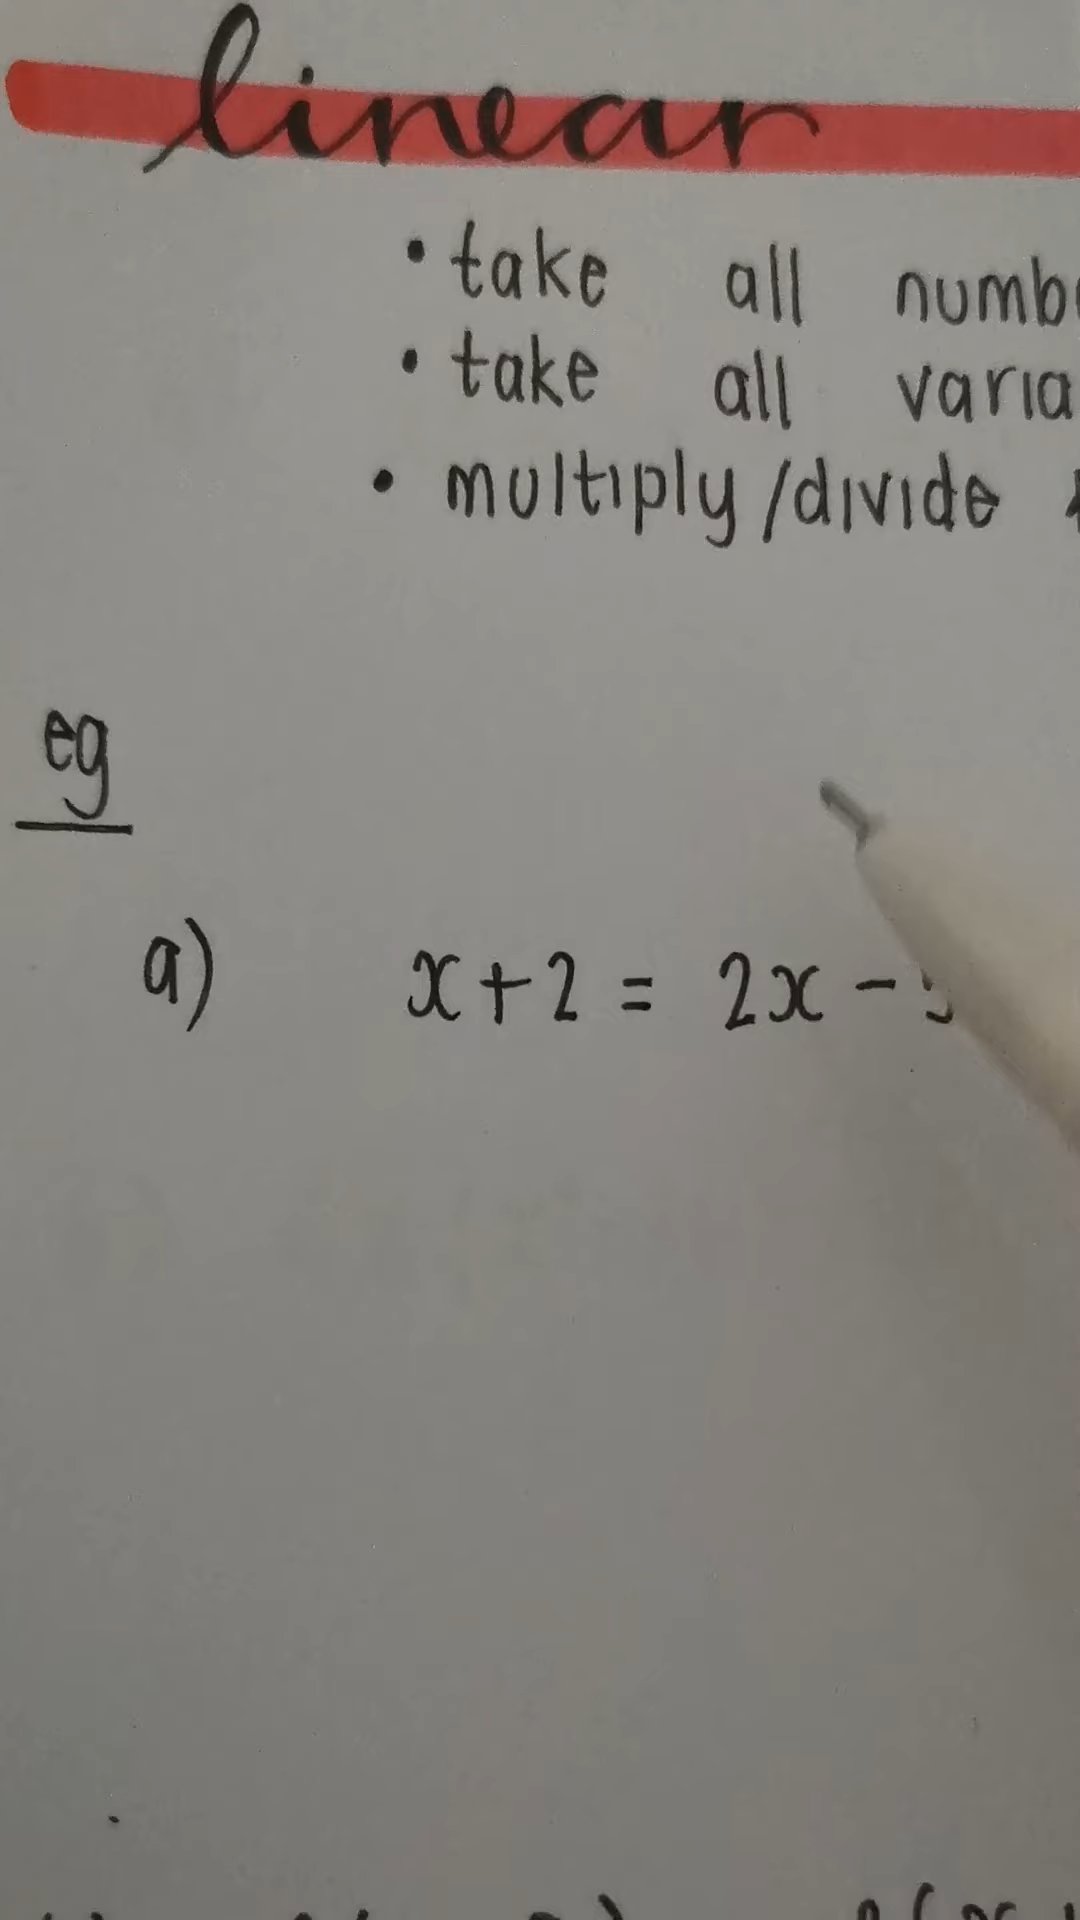 linear
• take all numb
• take all varia
• multiply/divide
eg
a) x + 2 = 2x -